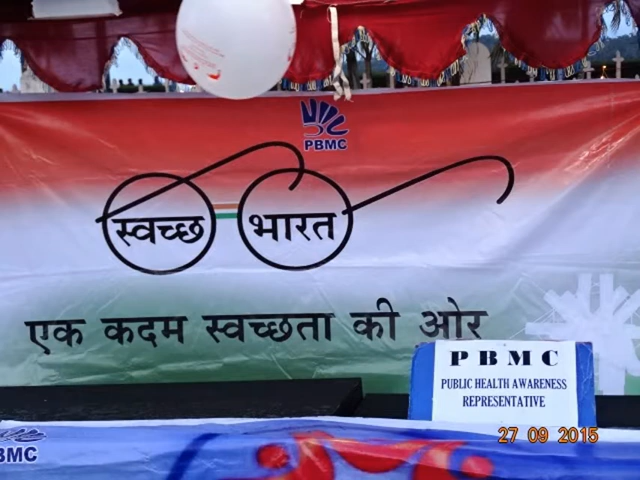 PBMC
स्वच्छ भारत
एक कदम स्वच्छता की ओर
PBMC
PUBLIC HEALTH AWARENESS
REPRESENTATIVE
27 09 2015
BMC